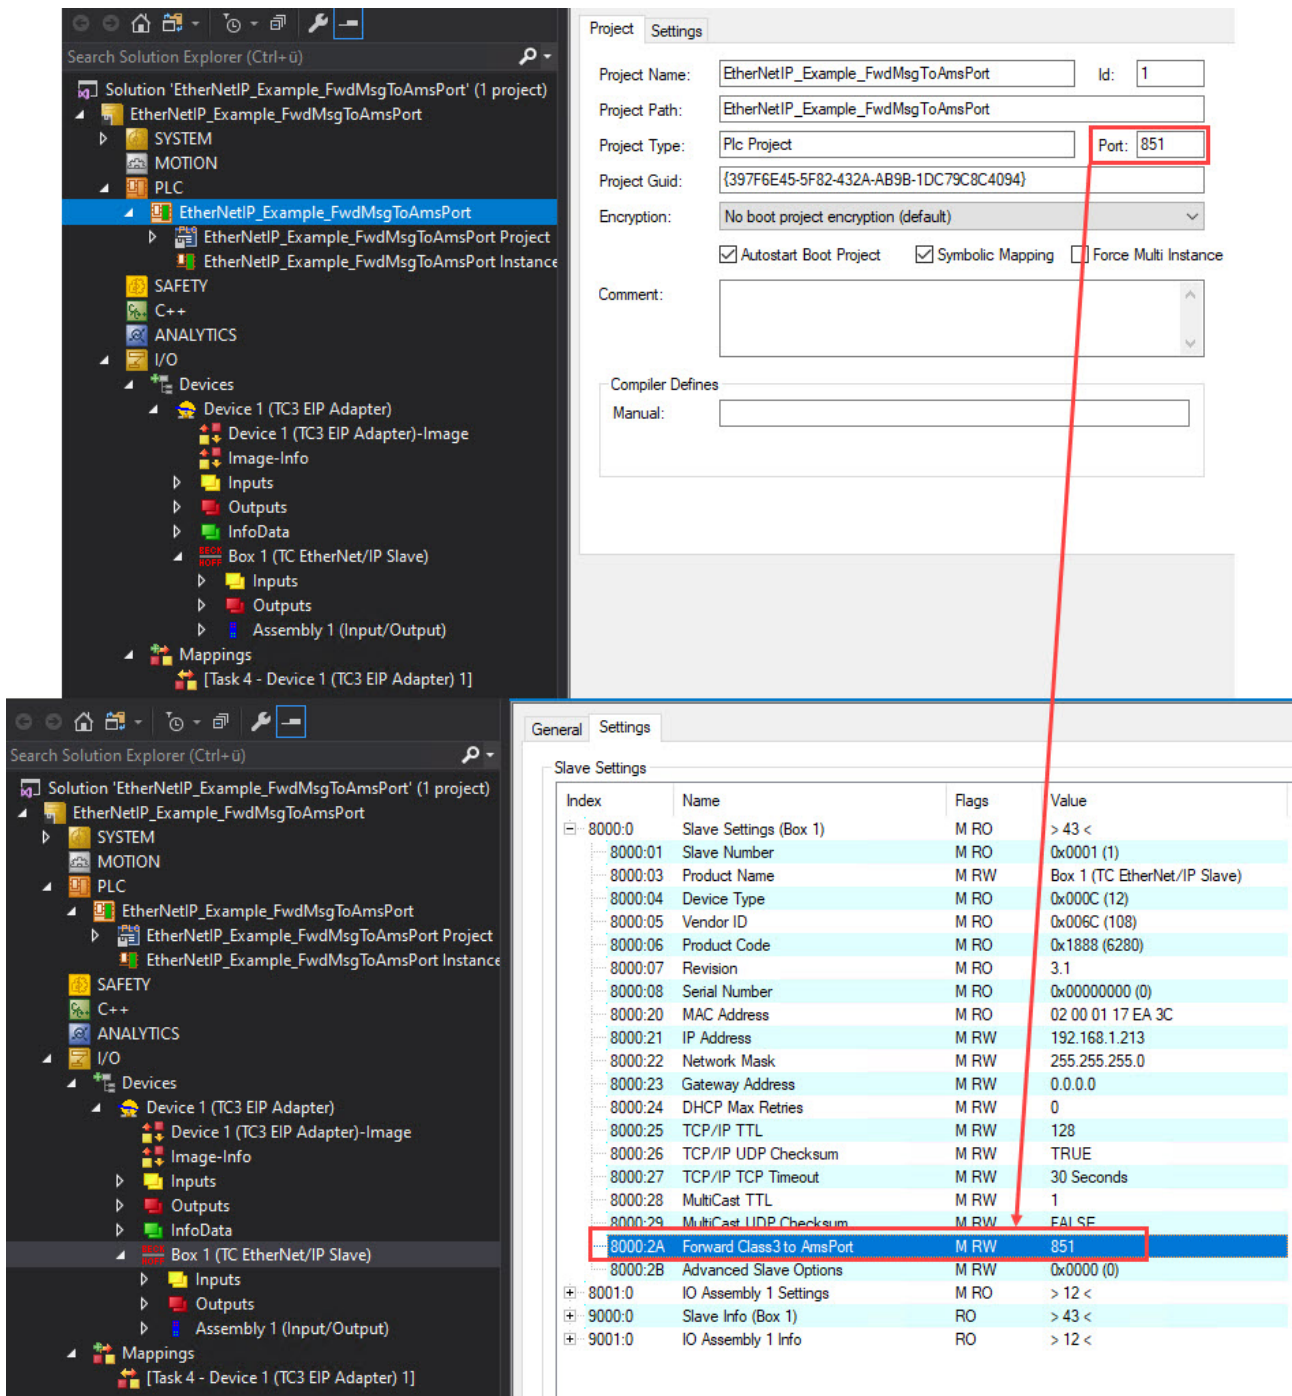 Search Solution Explorer (Ctrl+ü)
Solution 'EtherNetIP_Example_FwdMsgToAmsPort' (1 project)
EtherNetIP_Example_FwdMsgToAmsPort
SYSTEM
MOTION
PLC
EtherNetIP_Example_FwdMsgToAmsPort
EtherNetIP_Example_FwdMsgToAmsPort Project
EtherNetIP_Example_FwdMsgToAmsPort Instance
SAFETY
C++
ANALYTICS
I/O
Devices
Device 1 (TC3 EIP Adapter)
Device 1 (TC3 EIP Adapter)-Image
Image-Info
Inputs
Outputs
InfoData
Box 1 (TC EtherNet/IP Slave)
Inputs
Outputs
Assembly 1 (Input/Output)
Mappings
[Task 4 - Device 1 (TC3 EIP Adapter) 1]
Project Settings
Project Name: EtherNetIP_Example_FwdMsgToAmsPort Id: 1
Project Path: EtherNetIP_Example_FwdMsgToAmsPort
Project Type: Plc Project Port: 851
Project Guid: {397F6E45-5F82-432A-AB9B-1DC79C8C4094}
Encryption: No boot project encryption (default)
Autostart Boot Project Symbolic Mapping Force Multi Instance
Comment:
Compiler Defines
Manual:
Search Solution Explorer (Ctrl+ü)
Solution 'EtherNetIP_Example_FwdMsgToAmsPort' (1 project)
EtherNetIP_Example_FwdMsgToAmsPort
SYSTEM
MOTION
PLC
EtherNetIP_Example_FwdMsgToAmsPort
EtherNetIP_Example_FwdMsgToAmsPort Project
EtherNetIP_Example_FwdMsgToAmsPort Instance
SAFETY
C++
ANALYTICS
I/O
Devices
Device 1 (TC3 EIP Adapter)
Device 1 (TC3 EIP Adapter)-Image
Image-Info
Inputs
Outputs
InfoData
Box 1 (TC EtherNet/IP Slave)
Inputs
Outputs
Assembly 1 (Input/Output)
Mappings
[Task 4 - Device 1 (TC3 EIP Adapter) 1]
General Settings
Slave Settings
Index Name Flags Value
8000:0 Slave Settings (Box 1) M RO > 43 <
8000:01 Slave Number M RO 0x0001 (1)
8000:03 Product Name M RW Box 1 (TC EtherNet/IP Slave)
8000:04 Device Type M RO 0x000C (12)
8000:05 Vendor ID M RO 0x006C (108)
8000:06 Product Code M RO 0x1888 (6280)
8000:07 Revision M RO 3.1
8000:08 Serial Number M RO 0x00000000 (0)
8000:20 MAC Address M RO 02 00 01 17 EA 3C
8000:21 IP Address M RW 192.168.1.213
8000:22 Network Mask M RW 255.255.255.0
8000:23 Gateway Address M RW 0.0.0.0
8000:24 DHCP Max Retries M RW 0
8000:25 TCP/IP TTL M RW 128
8000:26 TCP/IP UDP Checksum M RW TRUE
8000:27 TCP/IP TCP Timeout M RW 30 Seconds
8000:28 MultiCast TTL M RW 1
8000:29 MultiCast UDP Checksum M RW FALSE
8000:2A Forward Class3 to AmsPort M RW 851
8000:2B Advanced Slave Options M RW 0x0000 (0)
8001:0 IO Assembly 1 Settings M RO > 12 <
9000:0 Slave Info (Box 1) RO > 43 <
9001:0 IO Assembly 1 Info RO > 12 <